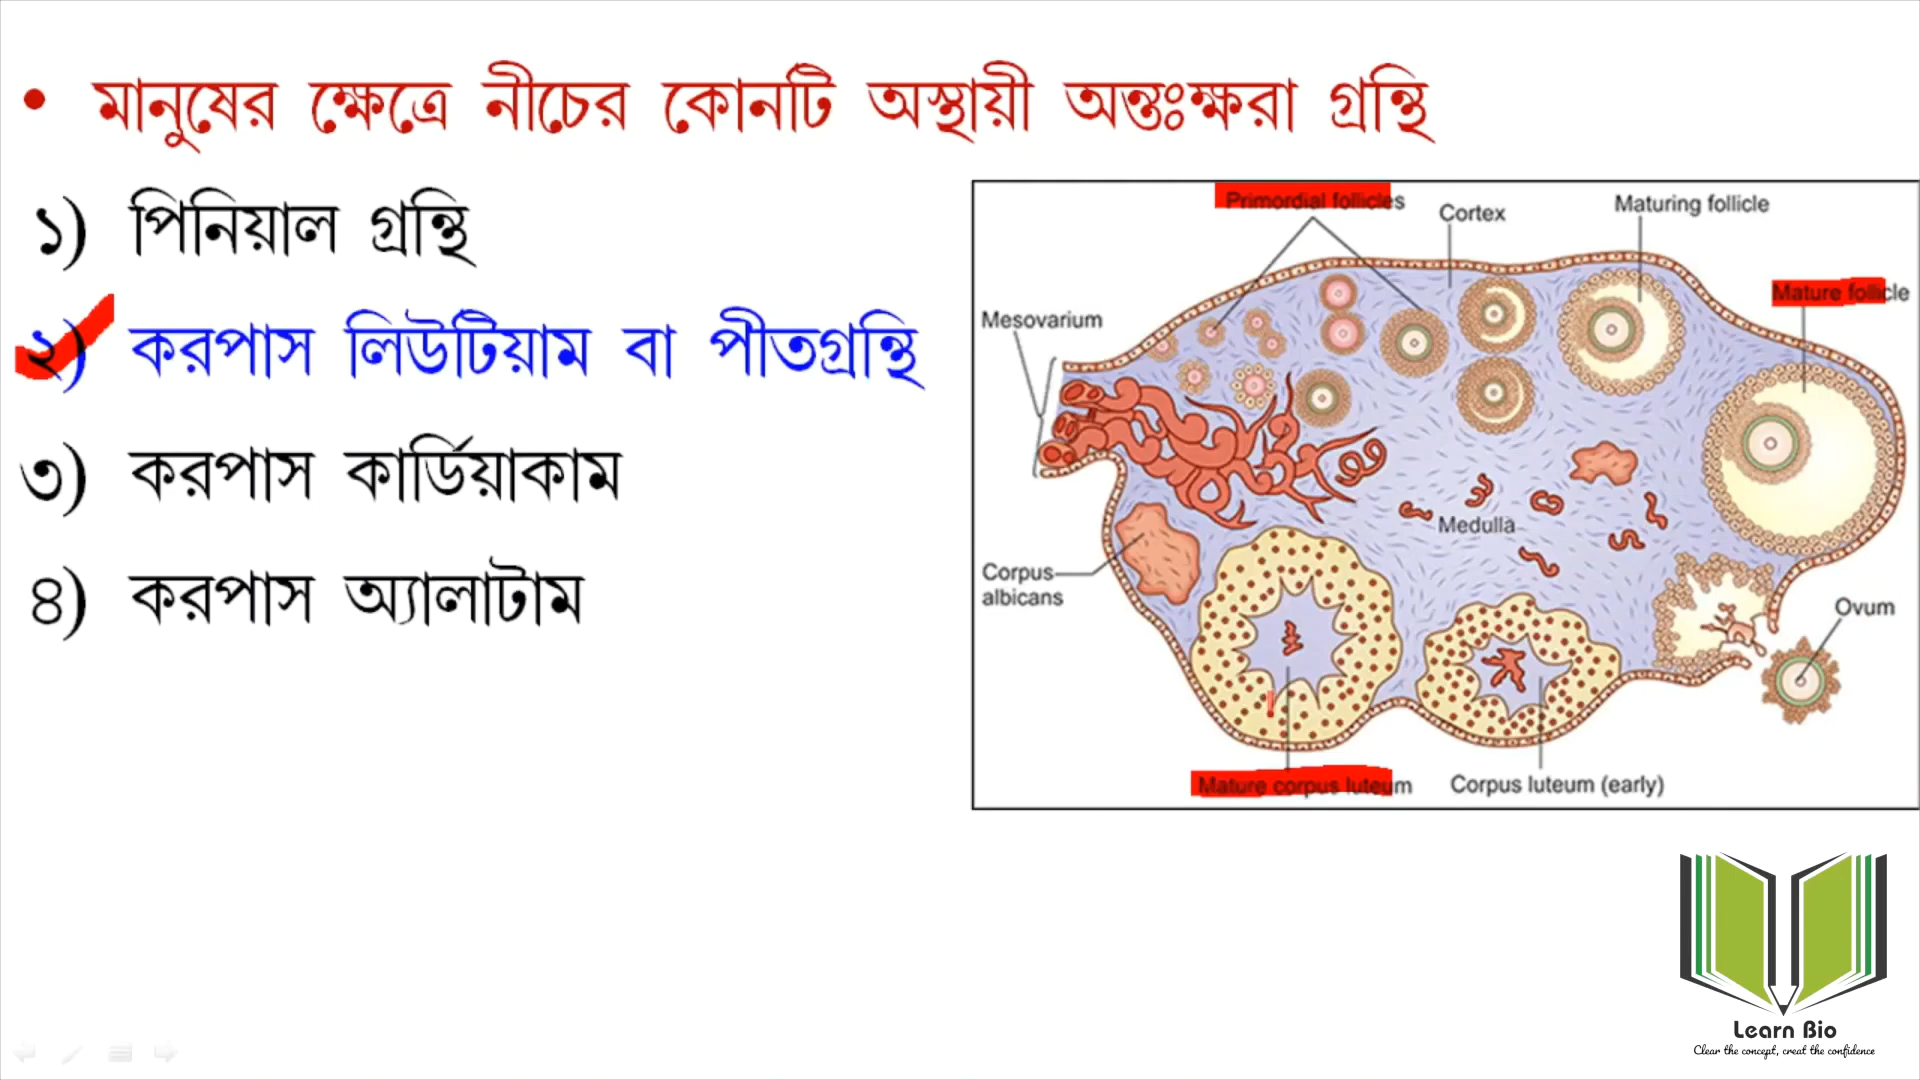 • মানুষের ক্ষেত্রে নীচের কোনটি অস্থায়ী অন্তঃক্ষরা গ্রন্থি
১) পিনিয়াল গ্রন্থি
২) করপাস লিউটিয়াম বা পীতগ্রন্থি
৩) করপাস কার্ডিয়াকাম
৪) করপাস অ্যালাটাম
Primordial follicles
Cortex
Maturing follicle
Mature follicle
Mesovarium
Medulla
Corpus
albicans
Ovum
Mature corpus luteum
Corpus luteum (early)
Learn Bio
Clear the concept, creat the confidence